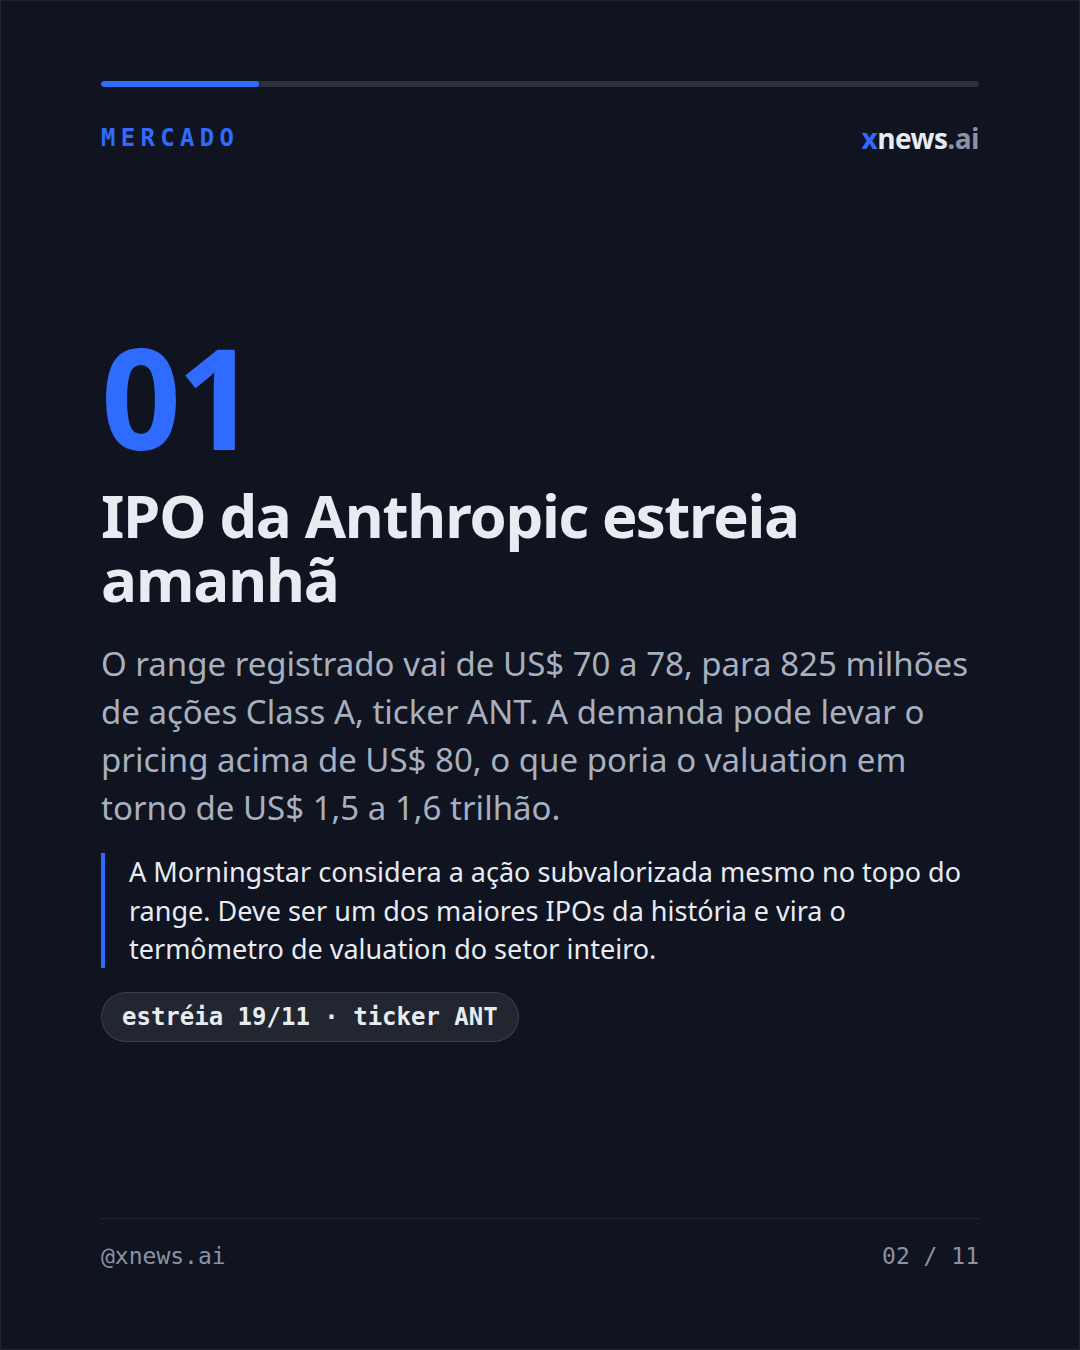 MERCADO
xnews.ai
01
IPO da Anthropic estreia
amanhã
O range registrado vai de US$ 70 a 78, para 825 milhões
de ações Class A, ticker ANT. A demanda pode levar o
pricing acima de US$ 80, o que poria o valuation em
torno de US$ 1,5 a 1,6 trilhão.
A Morningstar considera a ação subvalorizada mesmo no topo do
range. Deve ser um dos maiores IPOs da história e vira o
termômetro de valuation do setor inteiro.
estréia 19/11 · ticker ANT
@xnews.ai
02 / 11